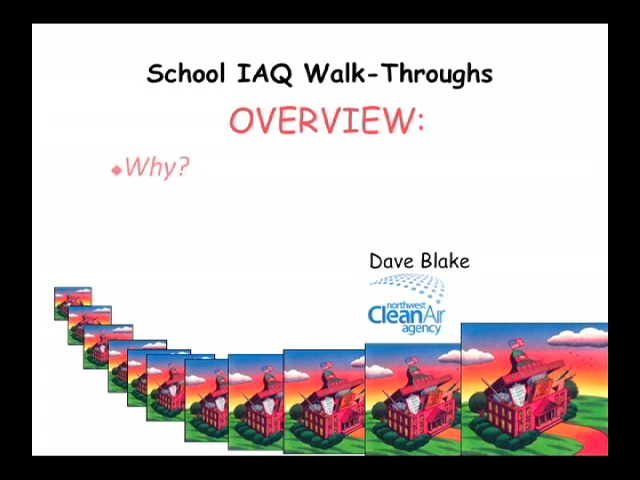 School IAQ Walk-Throughs
OVERVIEW:
Why?
Dave Blake
northwest
CleanAir
agency